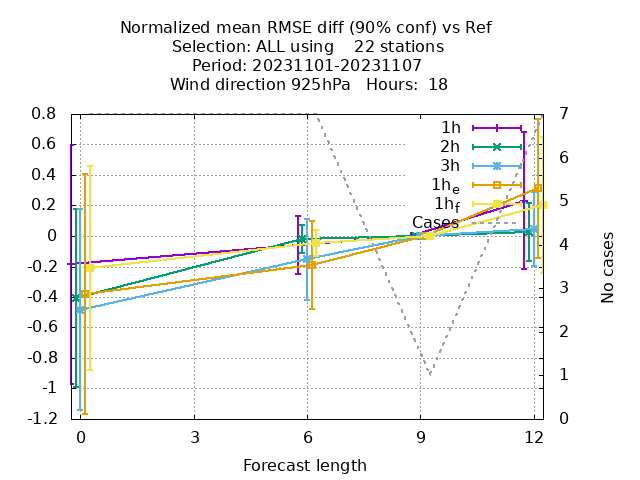 Normalized mean RMSE diff (90% conf) vs Ref
Selection: ALL using    22 stations
Period: 20231101-20231107
Wind direction 925hPa   Hours:  18
0.8
0.6
0.4
0.2
0
-0.2
-0.4
-0.6
-0.8
-1
-1.2
1h
2h
3h
1he
1hf
Cases
7
6
5
4
3
2
1
0
No cases
0 3 6 9 12
Forecast length